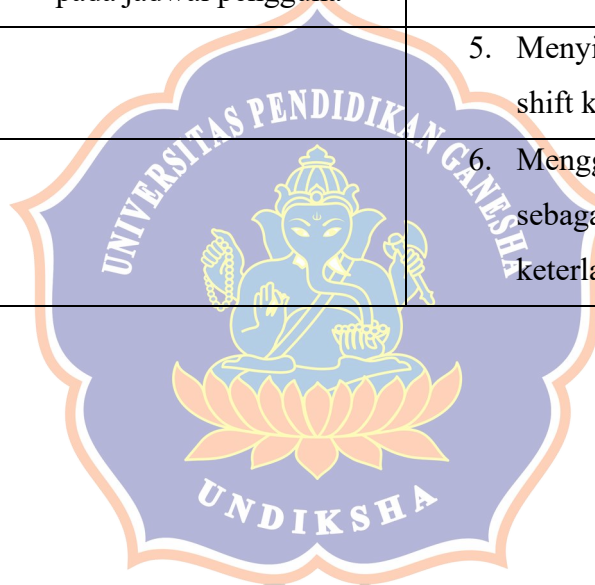 pada jadwal pengguna
5. Menyi
shift k
6. Mengg
sebaga
keterla
UNIVERSITAS PENDIDIKAN GANESHA
UNDIKSHA